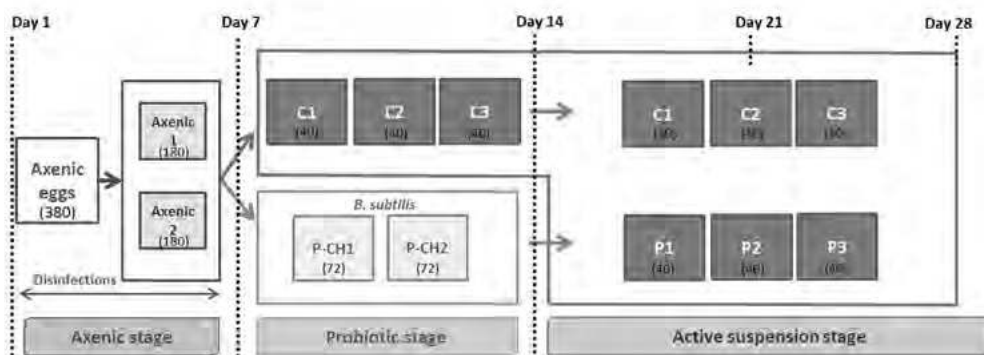 Day 1
Day 7
Day 14
Day 21
Day 28
Axenic
eggs
(380)
Axenic
1
(180)
Axenic
2
(180)
Disinfections
C1
(40)
C2
(40)
C3
(40)
B. subtilis
P-CH1
(72)
P-CH2
(72)
C1
C2
C3
P1
(40)
P2
P3
Axenic stage
Probiotic stage
Active suspension stage